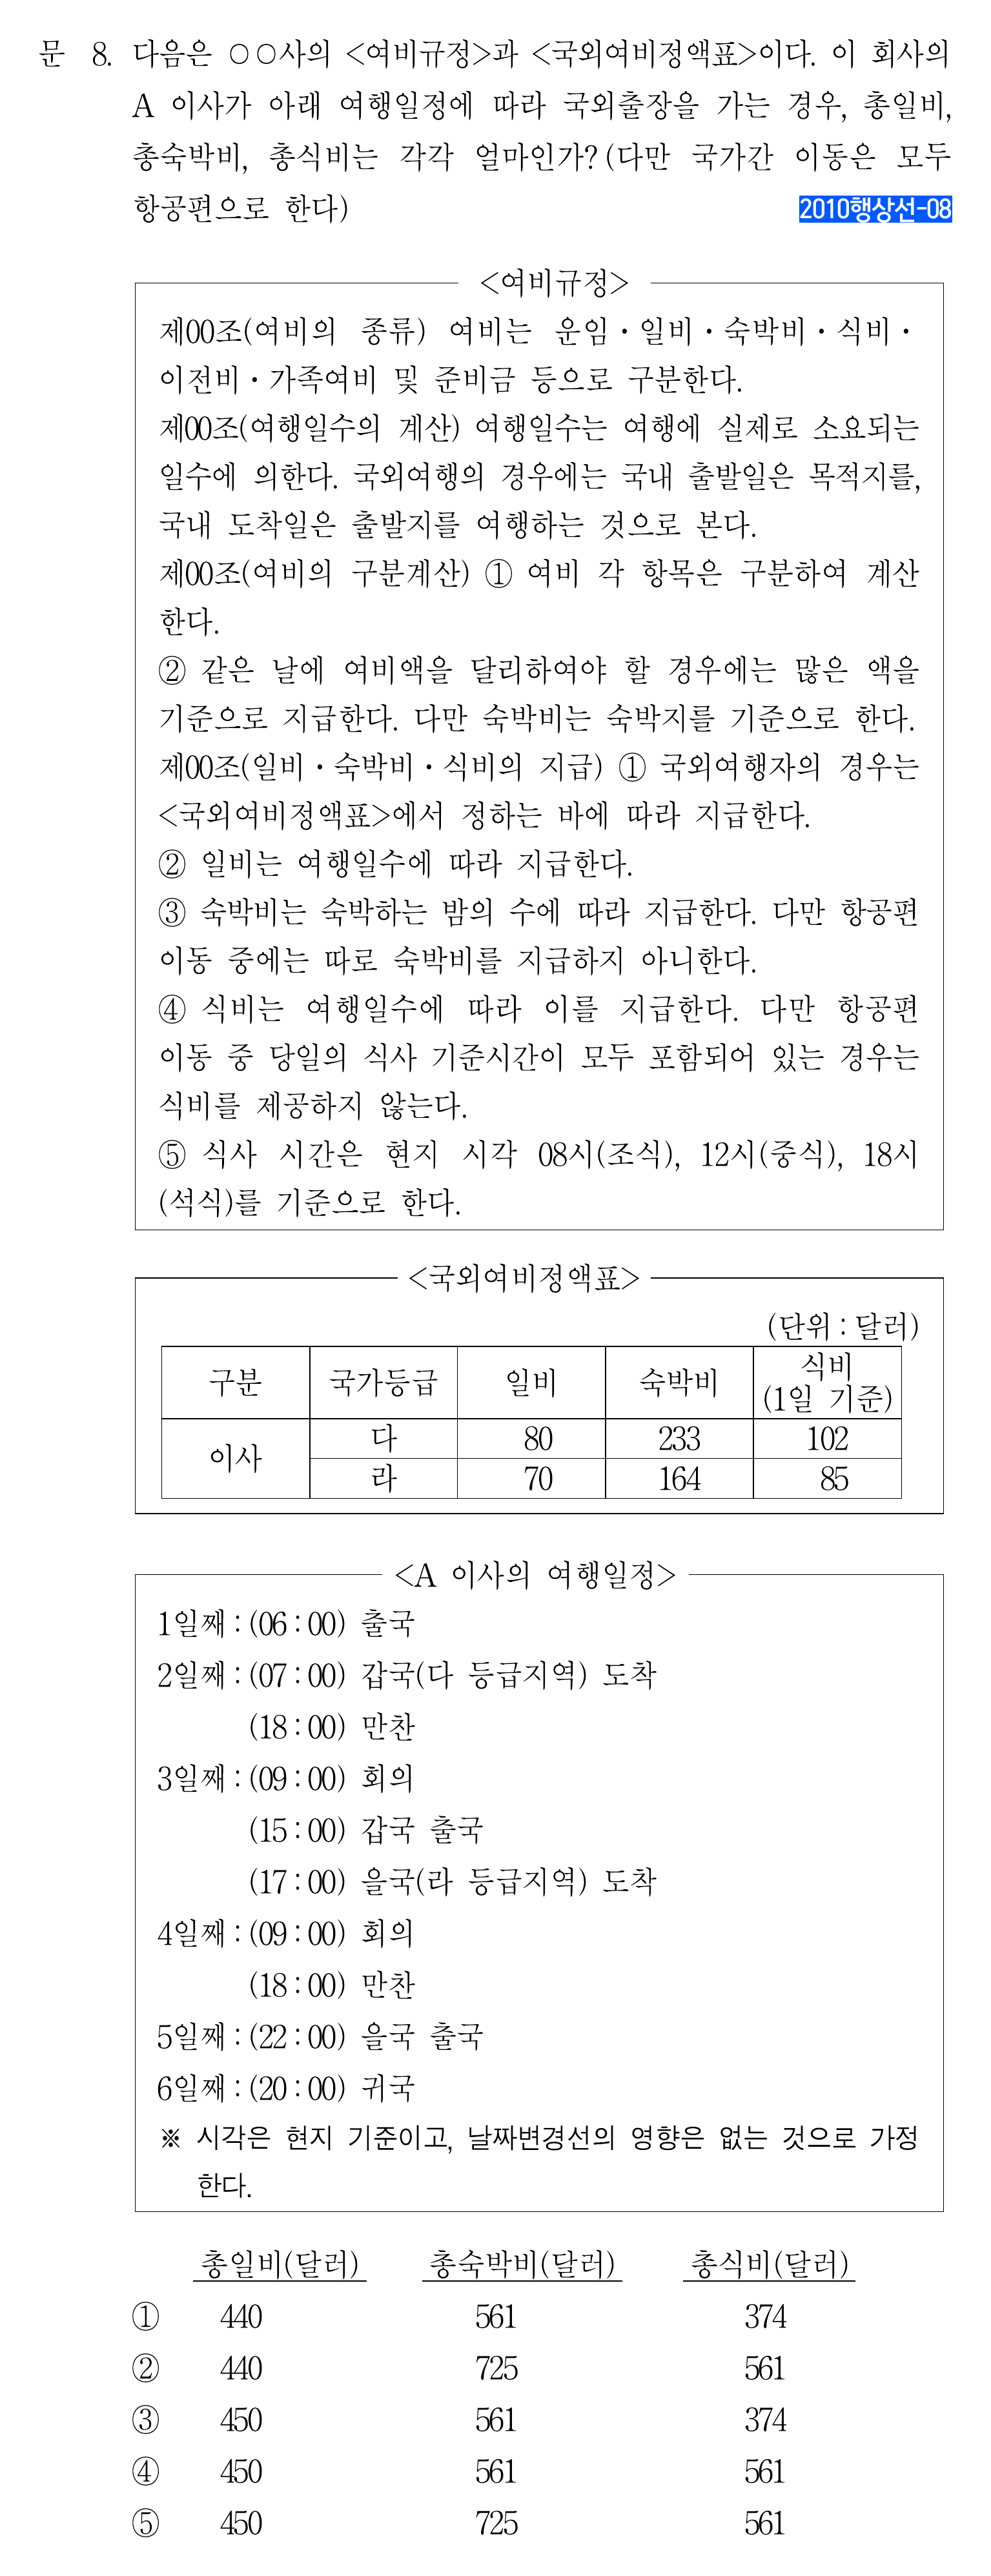 문 8. 다음은 ○○사의 <여비규정>과 <국외여비정액표>이다. 이 회사의
A 이사가 아래 여행일정에 따라 국외출장을 가는 경우, 총일비,
총숙박비, 총식비는 각각 얼마인가? (다만 국가간 이동은 모두
항공편으로 한다)
2010행상선-08
<여비규정>
제00조(여비의 종류) 여비는 운임・일비・숙박비・식비・
이전비・가족여비 및 준비금 등으로 구분한다.
제00조(여행일수의 계산) 여행일수는 여행에 실제로 소요되는
일수에 의한다. 국외여행의 경우에는 국내 출발일은 목적지를,
국내 도착일은 출발지를 여행하는 것으로 본다.
제00조(여비의 구분계산) ① 여비 각 항목은 구분하여 계산
한다.
② 같은 날에 여비액을 달리하여야 할 경우에는 많은 액을
기준으로 지급한다. 다만 숙박비는 숙박지를 기준으로 한다.
제00조(일비・숙박비・식비의 지급) ① 국외여행자의 경우는
<국외여비정액표>에서 정하는 바에 따라 지급한다.
② 일비는 여행일수에 따라 지급한다.
③ 숙박비는 숙박하는 밤의 수에 따라 지급한다. 다만 항공편
이동 중에는 따로 숙박비를 지급하지 아니한다.
④ 식비는 여행일수에 따라 이를 지급한다. 다만 항공편
이동 중 당일의 식사 기준시간이 모두 포함되어 있는 경우는
식비를 제공하지 않는다.
⑤ 식사 시간은 현지 시각 08시(조식), 12시(중식), 18시
(석식)를 기준으로 한다.
<국외여비정액표>
(단위 : 달러)
구분 국가등급 일비 숙박비 식비
(1일 기준)
이사 다 80 233 102
라 70 164 85
<A 이사의 여행일정>
1일째 : (06 : 00) 출국
2일째 : (07 : 00) 갑국(다 등급지역) 도착
(18 : 00) 만찬
3일째 : (09 : 00) 회의
(15 : 00) 갑국 출국
(17 : 00) 을국(라 등급지역) 도착
4일째 : (09 : 00) 회의
(18 : 00) 만찬
5일째 : (22 : 00) 을국 출국
6일째 : (20 : 00) 귀국
※ 시각은 현지 기준이고, 날짜변경선의 영향은 없는 것으로 가정
한다.
총일비(달러) 총숙박비(달러) 총식비(달러)
① 440 561 374
② 440 725 561
③ 450 561 374
④ 450 561 561
⑤ 450 725 561